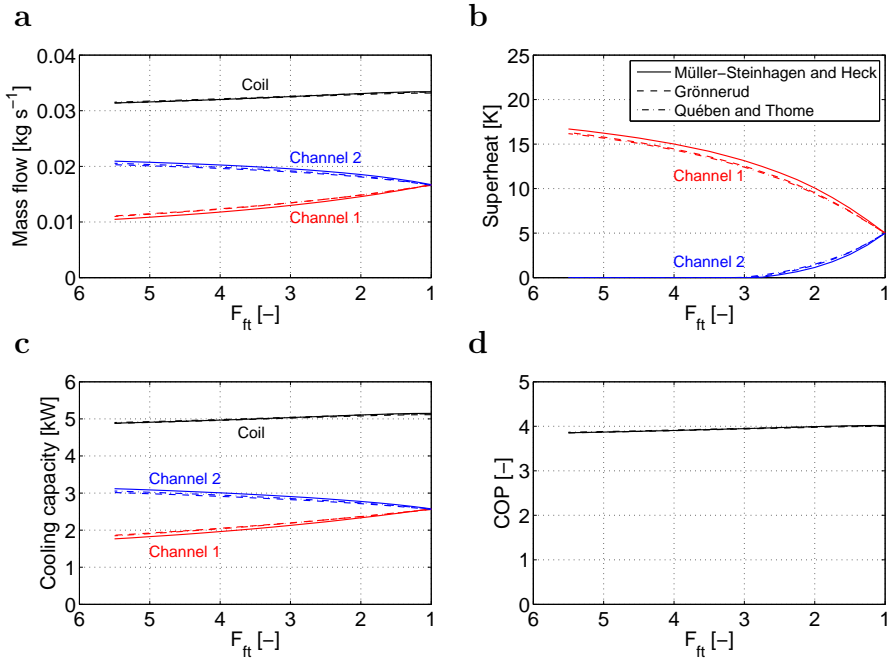 a
Mass flow [kg s⁻¹]
0.04
0.03
0.02
0.01
0
Coil
Channel 2
Channel 1
6 5 4 3 2 1
F_ft [–]
b
Superheat [K]
25
20
15
10
5
0
Müller−Steinhagen and Heck
Grönnerud
Quében and Thome
Channel 1
Channel 2
6 5 4 3 2 1
F_ft [–]
c
Cooling capacity [kW]
6
5
4
3
2
1
0
Coil
Channel 2
Channel 1
6 5 4 3 2 1
F_ft [–]
d
COP [–]
5
4
3
2
1
0
6 5 4 3 2 1
F_ft [–]